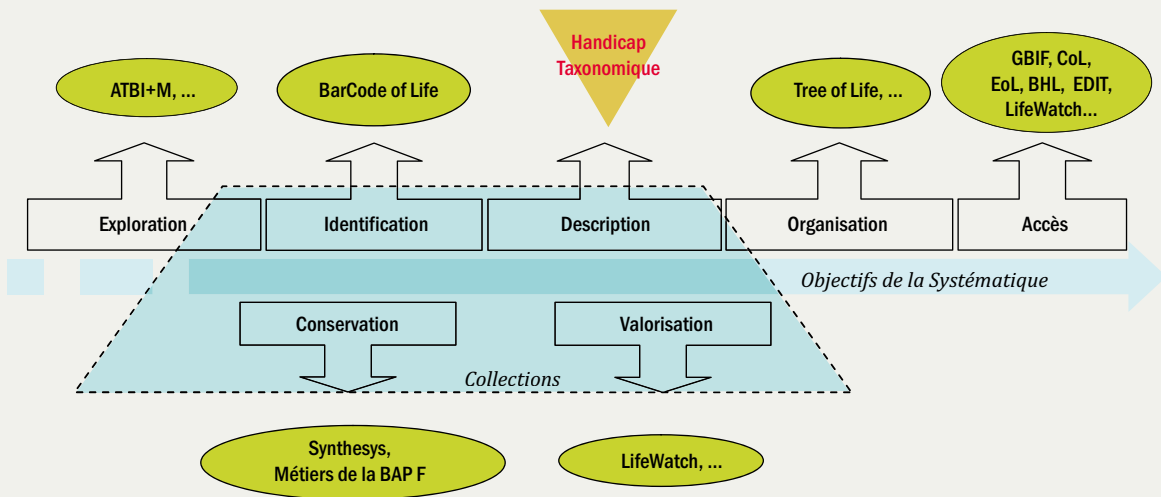 Handicap
Taxonomique
ATBI+M, ...
BarCode of Life
Tree of Life, ...
GBIF, CoL,
EoL, BHL, EDIT,
LifeWatch...
Exploration
Identification
Description
Organisation
Accès
Objectifs de la Systématique
Conservation
Valorisation
Collections
Synthesys,
Métiers de la BAP F
LifeWatch, ...